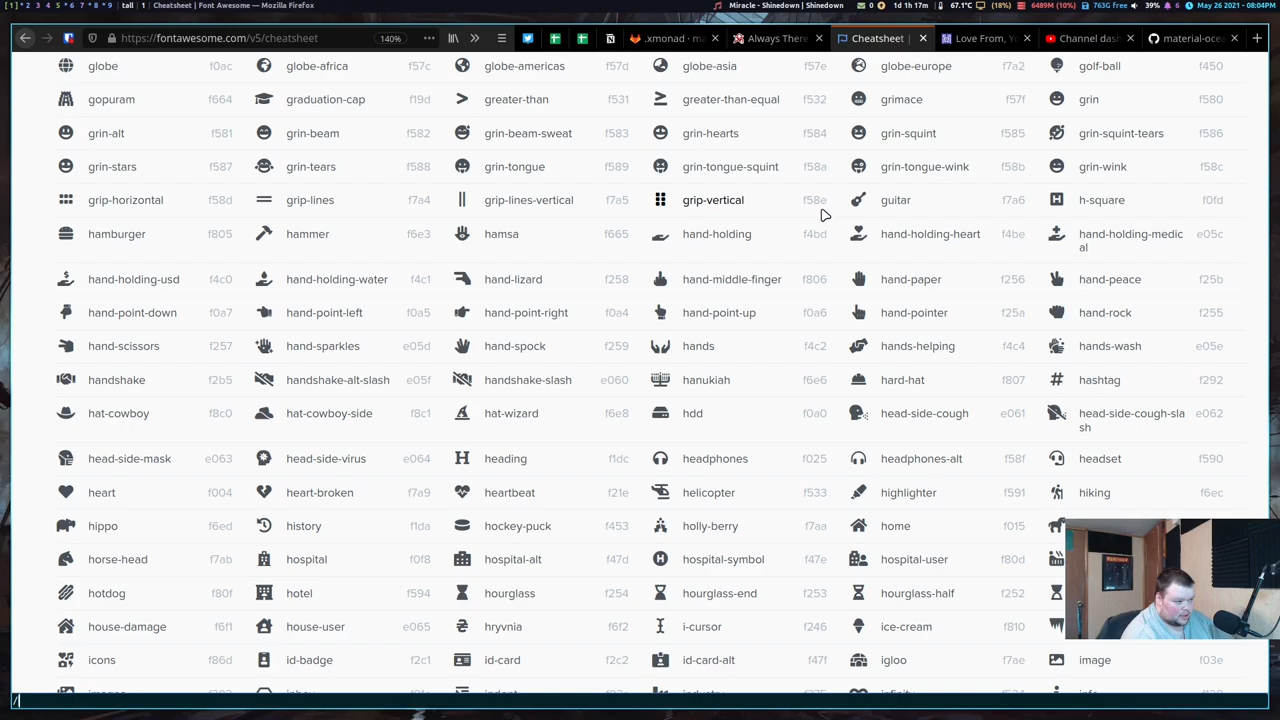 [1]*2 3 4 5 6 7 *8 *9 | tall | 1 | Cheatsheet | Font Awesome — Mozilla Firefox
Miracle - Shinedown | Shinedown 0 1d 1h 17m 67.1°C (18%) 6489M (10%) 763G Free 39% 6 May 26 2021 - 08:04PM
https://fontawesome.com/v5/cheatsheet 140%
.xmonad · m Always There Cheatsheet | Love From, Yo Channel das material-oce
globe f0ac globe-africa f57c globe-americas f57d globe-asia f57e globe-europe f7a2 golf-ball f450
gopuram f664 graduation-cap f19d greater-than f531 greater-than-equal f532 grimace f57f grin f580
grin-alt f581 grin-beam f582 grin-beam-sweat f583 grin-hearts f584 grin-squint f585 grin-squint-tears f586
grin-stars f587 grin-tears f588 grin-tongue f589 grin-tongue-squint f58a grin-tongue-wink f58b grin-wink f58c
grip-horizontal f58d grip-lines f7a4 grip-lines-vertical f7a5 grip-vertical f58e guitar f7a6 h-square f0fd
hamburger f805 hammer f6e3 hamsa f665 hand-holding f4bd hand-holding-heart f4be hand-holding-medic e05c
al
hand-holding-usd f4c0 hand-holding-water f4c1 hand-lizard f258 hand-middle-finger f806 hand-paper f256 hand-peace f25b
hand-point-down f0a7 hand-point-left f0a5 hand-point-right f0a4 hand-point-up f0a6 hand-pointer f25a hand-rock f255
hand-scissors f257 hand-sparkles e05d hand-spock f259 hands f4c2 hands-helping f4c4 hands-wash e05e
handshake f2b5 handshake-alt-slash e05f handshake-slash e060 hanukiah f6e6 hard-hat f807 hashtag f292
hat-cowboy f8c0 hat-cowboy-side f8c1 hat-wizard f6e8 hdd f0a0 head-side-cough e061 head-side-cough-sla e062
sh
head-side-mask e063 head-side-virus e064 heading f1dc headphones f025 headphones-alt f58f headset f590
heart f004 heart-broken f7a9 heartbeat f21e helicopter f533 highlighter f591 hiking f6ec
hippo f6ed history f1da hockey-puck f453 holly-berry f7aa home f015
horse-head f7ab hospital f0f8 hospital-alt f47d hospital-symbol f47e hospital-user f80d
hotdog f80f hotel f594 hourglass f254 hourglass-end f253 hourglass-half f252
house-damage f6f1 house-user e065 hryvnia f6f2 i-cursor f246 ice-cream f810
icons f86d id-badge f2c1 id-card f2c2 id-card-alt f47f igloo f7ae image f03e
/